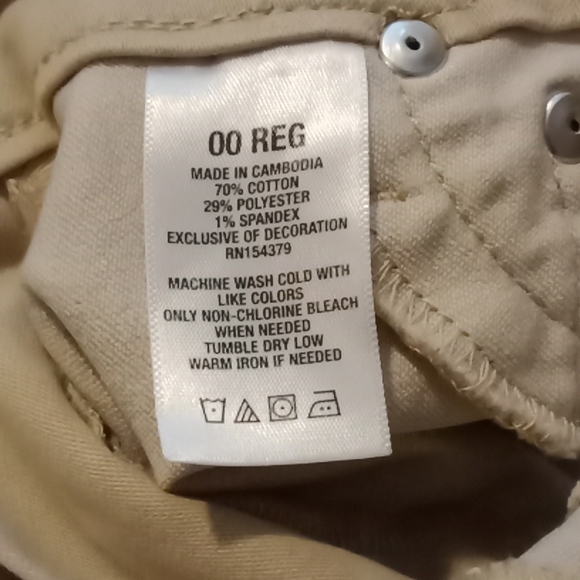 00 REG
MADE IN CAMBODIA
70% COTTON
29% POLYESTER
1% SPANDEX
EXCLUSIVE OF DECORATION
RN154379
MACHINE WASH COLD WITH
LIKE COLORS
ONLY NON-CHLORINE BLEACH
WHEN NEEDED
TUMBLE DRY LOW
WARM IRON IF NEEDED